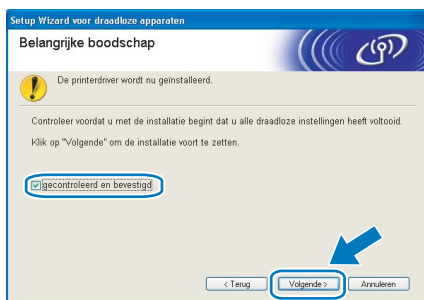 Setup Wizard voor draadloze apparaten
Belangrijke boodschap
De printerdriver wordt nu geïnstalleerd.
Controleer voordat u met de installatie begint dat u alle draadloze instellingen heeft voltooid.
Klik op "Volgende" om de installatie voort te zetten.
gecontroleerd en bevestigd
< Terug
Volgende >
Annuleren